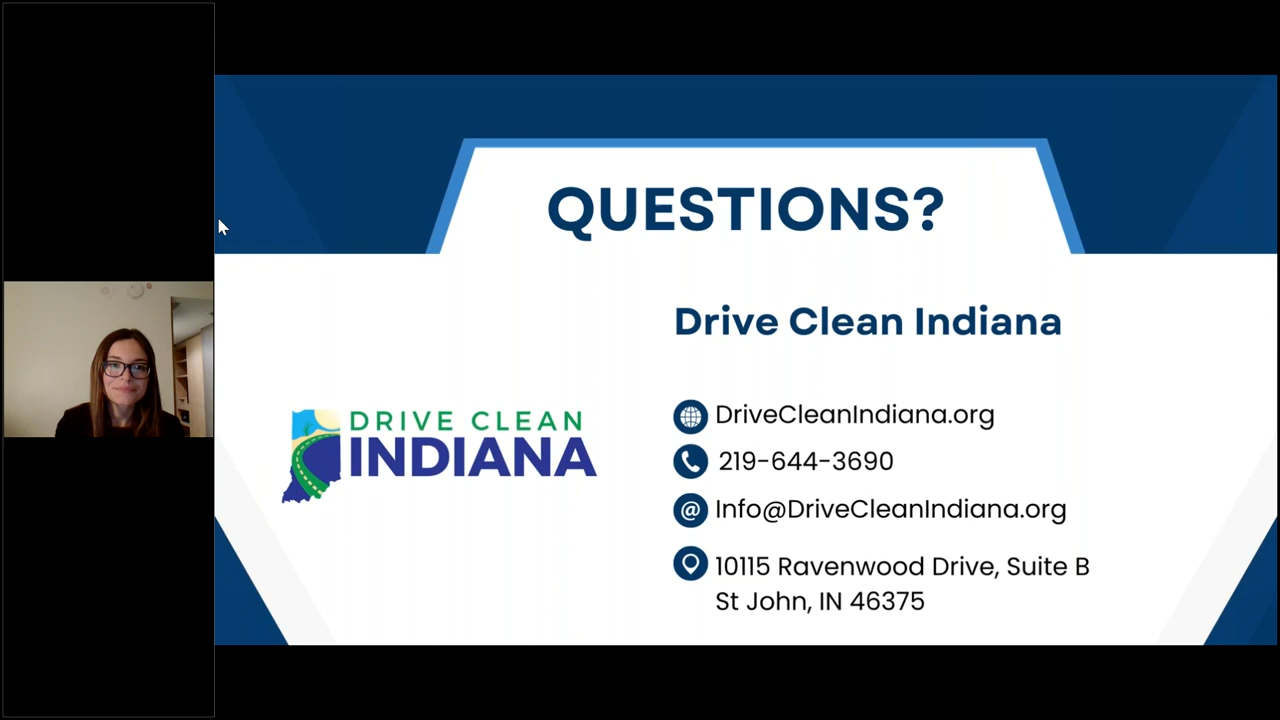 QUESTIONS?
Drive Clean Indiana
DRIVE CLEAN
INDIANA
DriveCleanIndiana.org
219-644-3690
@ Info@DriveCleanIndiana.org
10115 Ravenwood Drive, Suite B
St John, IN 46375